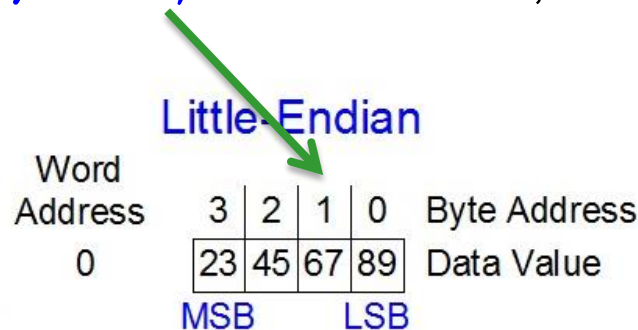 Little-Endian
Word
Address 3 2 1 0 Byte Address
0 23 45 67 89 Data Value
MSB LSB